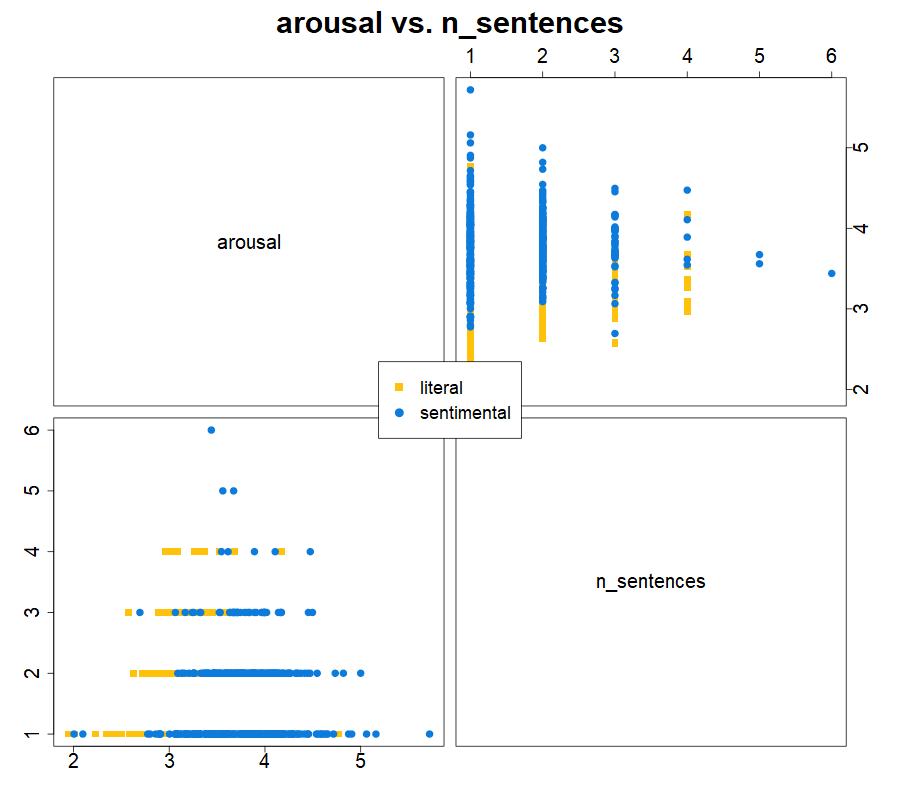 arousal vs. n_sentences
1 2 3 4 5 6
arousal
5
4
3
2
literal
sentimental
6
5
4
3
2
1
n_sentences
2 3 4 5